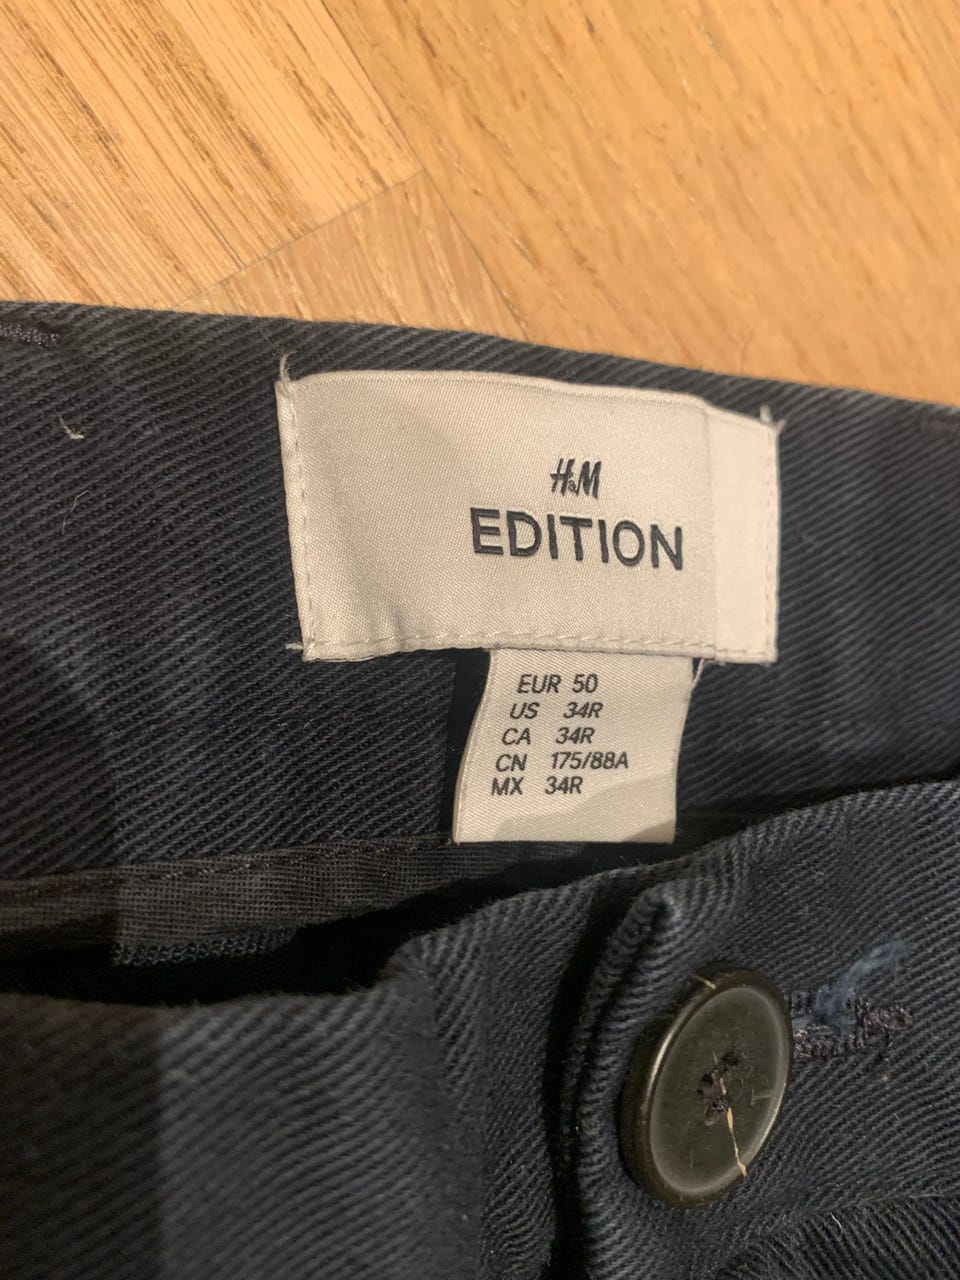 H&M
EDITION
EUR 50
US 34R
CA 34R
CN 175/88A
MX 34R